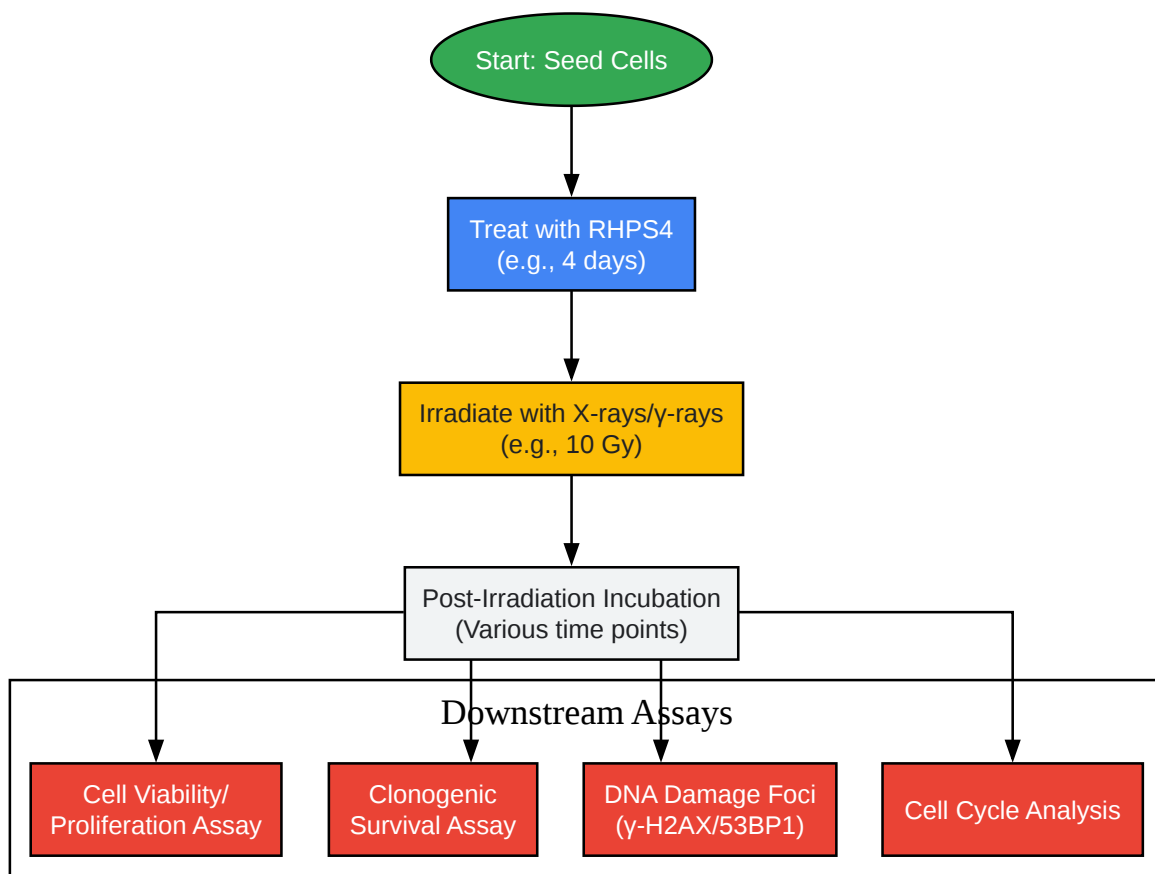 Start: Seed Cells
Treat with RHPS4
(e.g., 4 days)
Irradiate with X-rays/γ-rays
(e.g., 10 Gy)
Post-Irradiation Incubation
(Various time points)
Downstream Assays
Cell Viability/
Proliferation Assay
Clonogenic
Survival Assay
DNA Damage Foci
(γ-H2AX/53BP1)
Cell Cycle Analysis